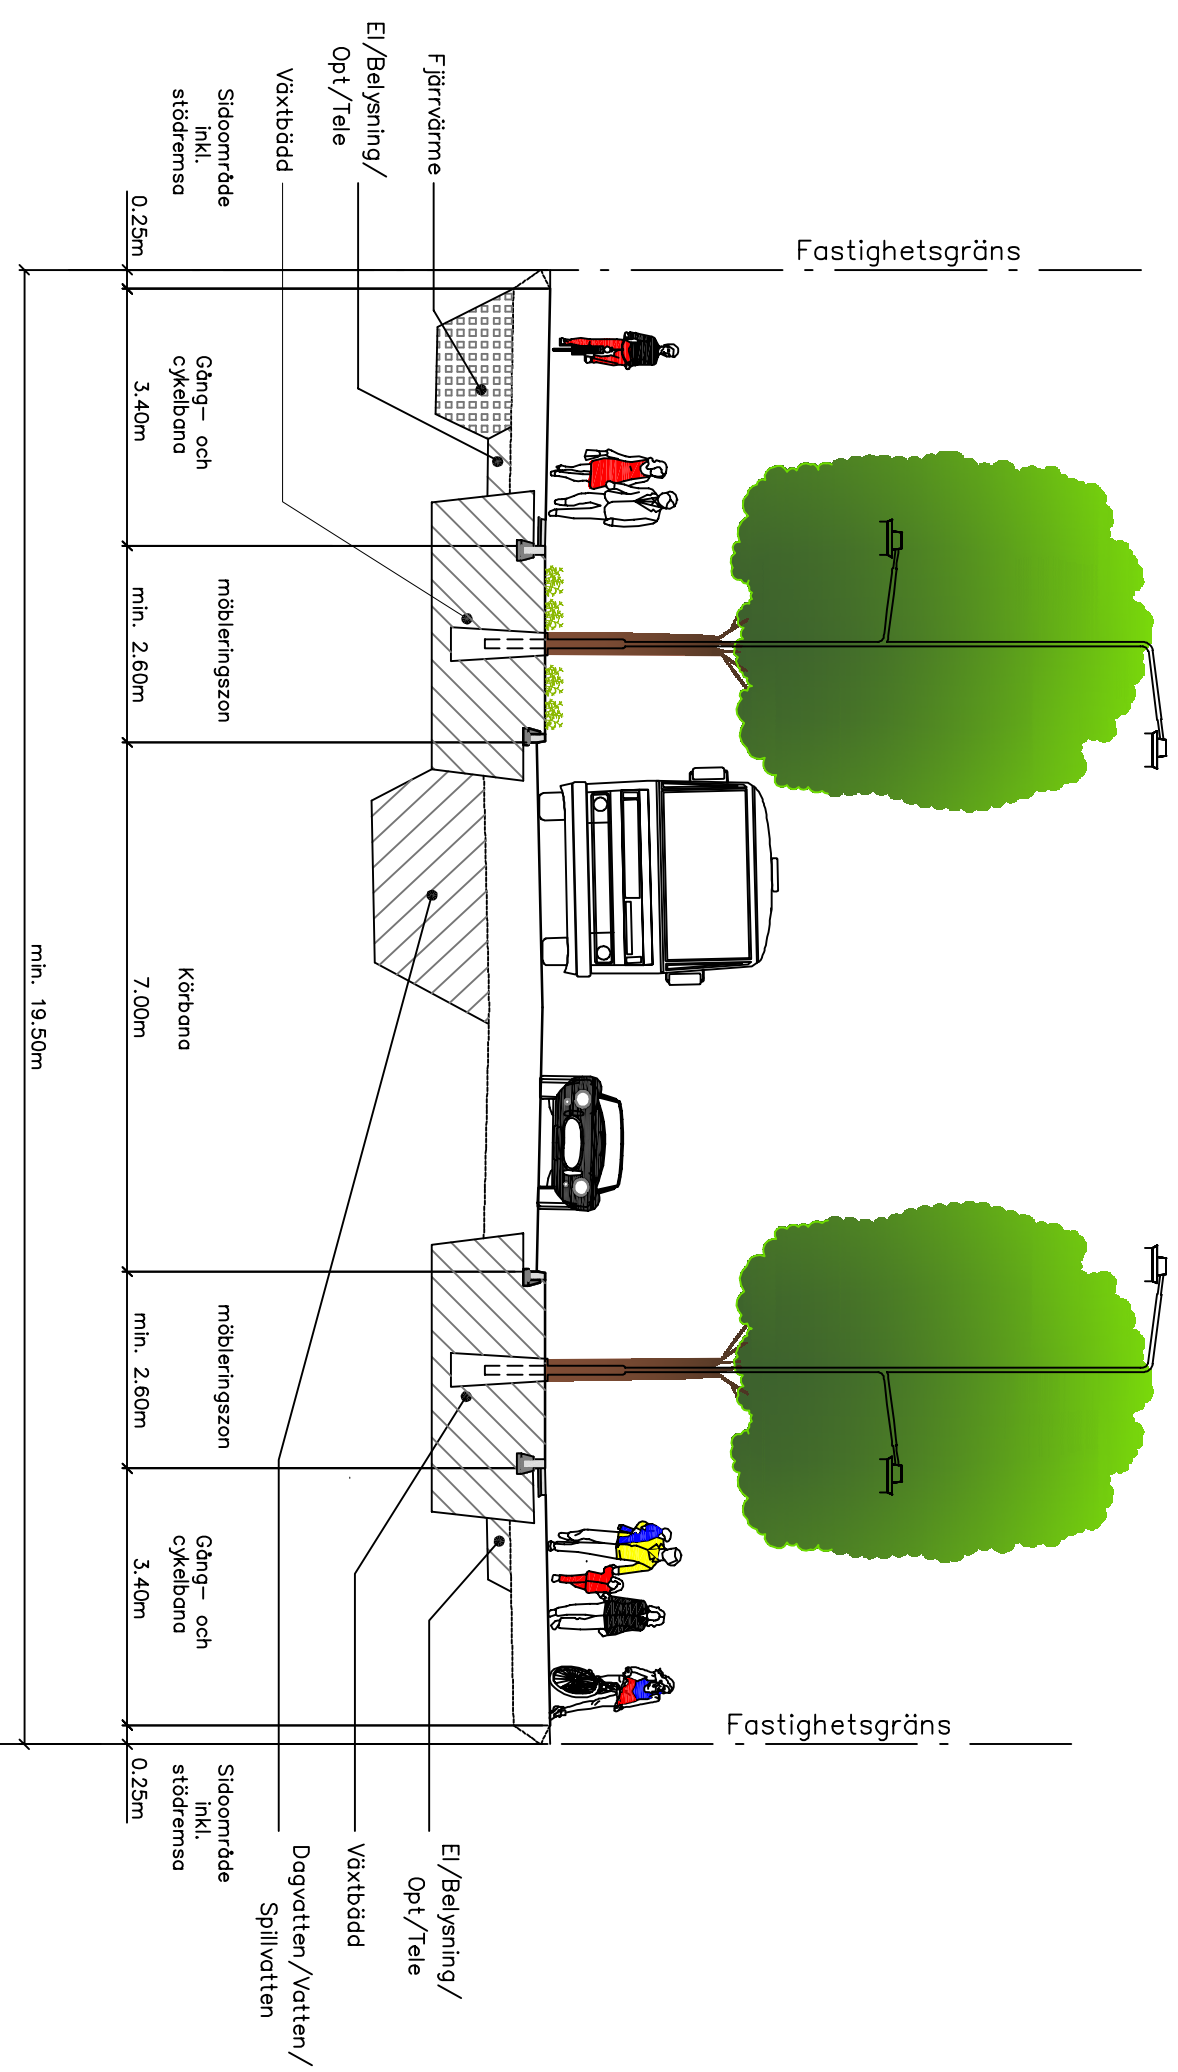 Fastighetsgräns
Fastighetsgräns
Fjärrvärme
El/Belysning/
Opt/Tele
Växtbädd
El/Belysning/
Opt/Tele
Växtbädd
Dagvatten/Vatten/
Spillvatten
Sidoområde
inkl.
stödremsa
0.25m
Gång- och
cykelbana
3.40m
möbleringszon
min. 2.60m
Körbana
7.00m
möbleringszon
min. 2.60m
Gång- och
cykelbana
3.40m
Sidoområde
inkl.
stödremsa
0.25m
min. 19.50m